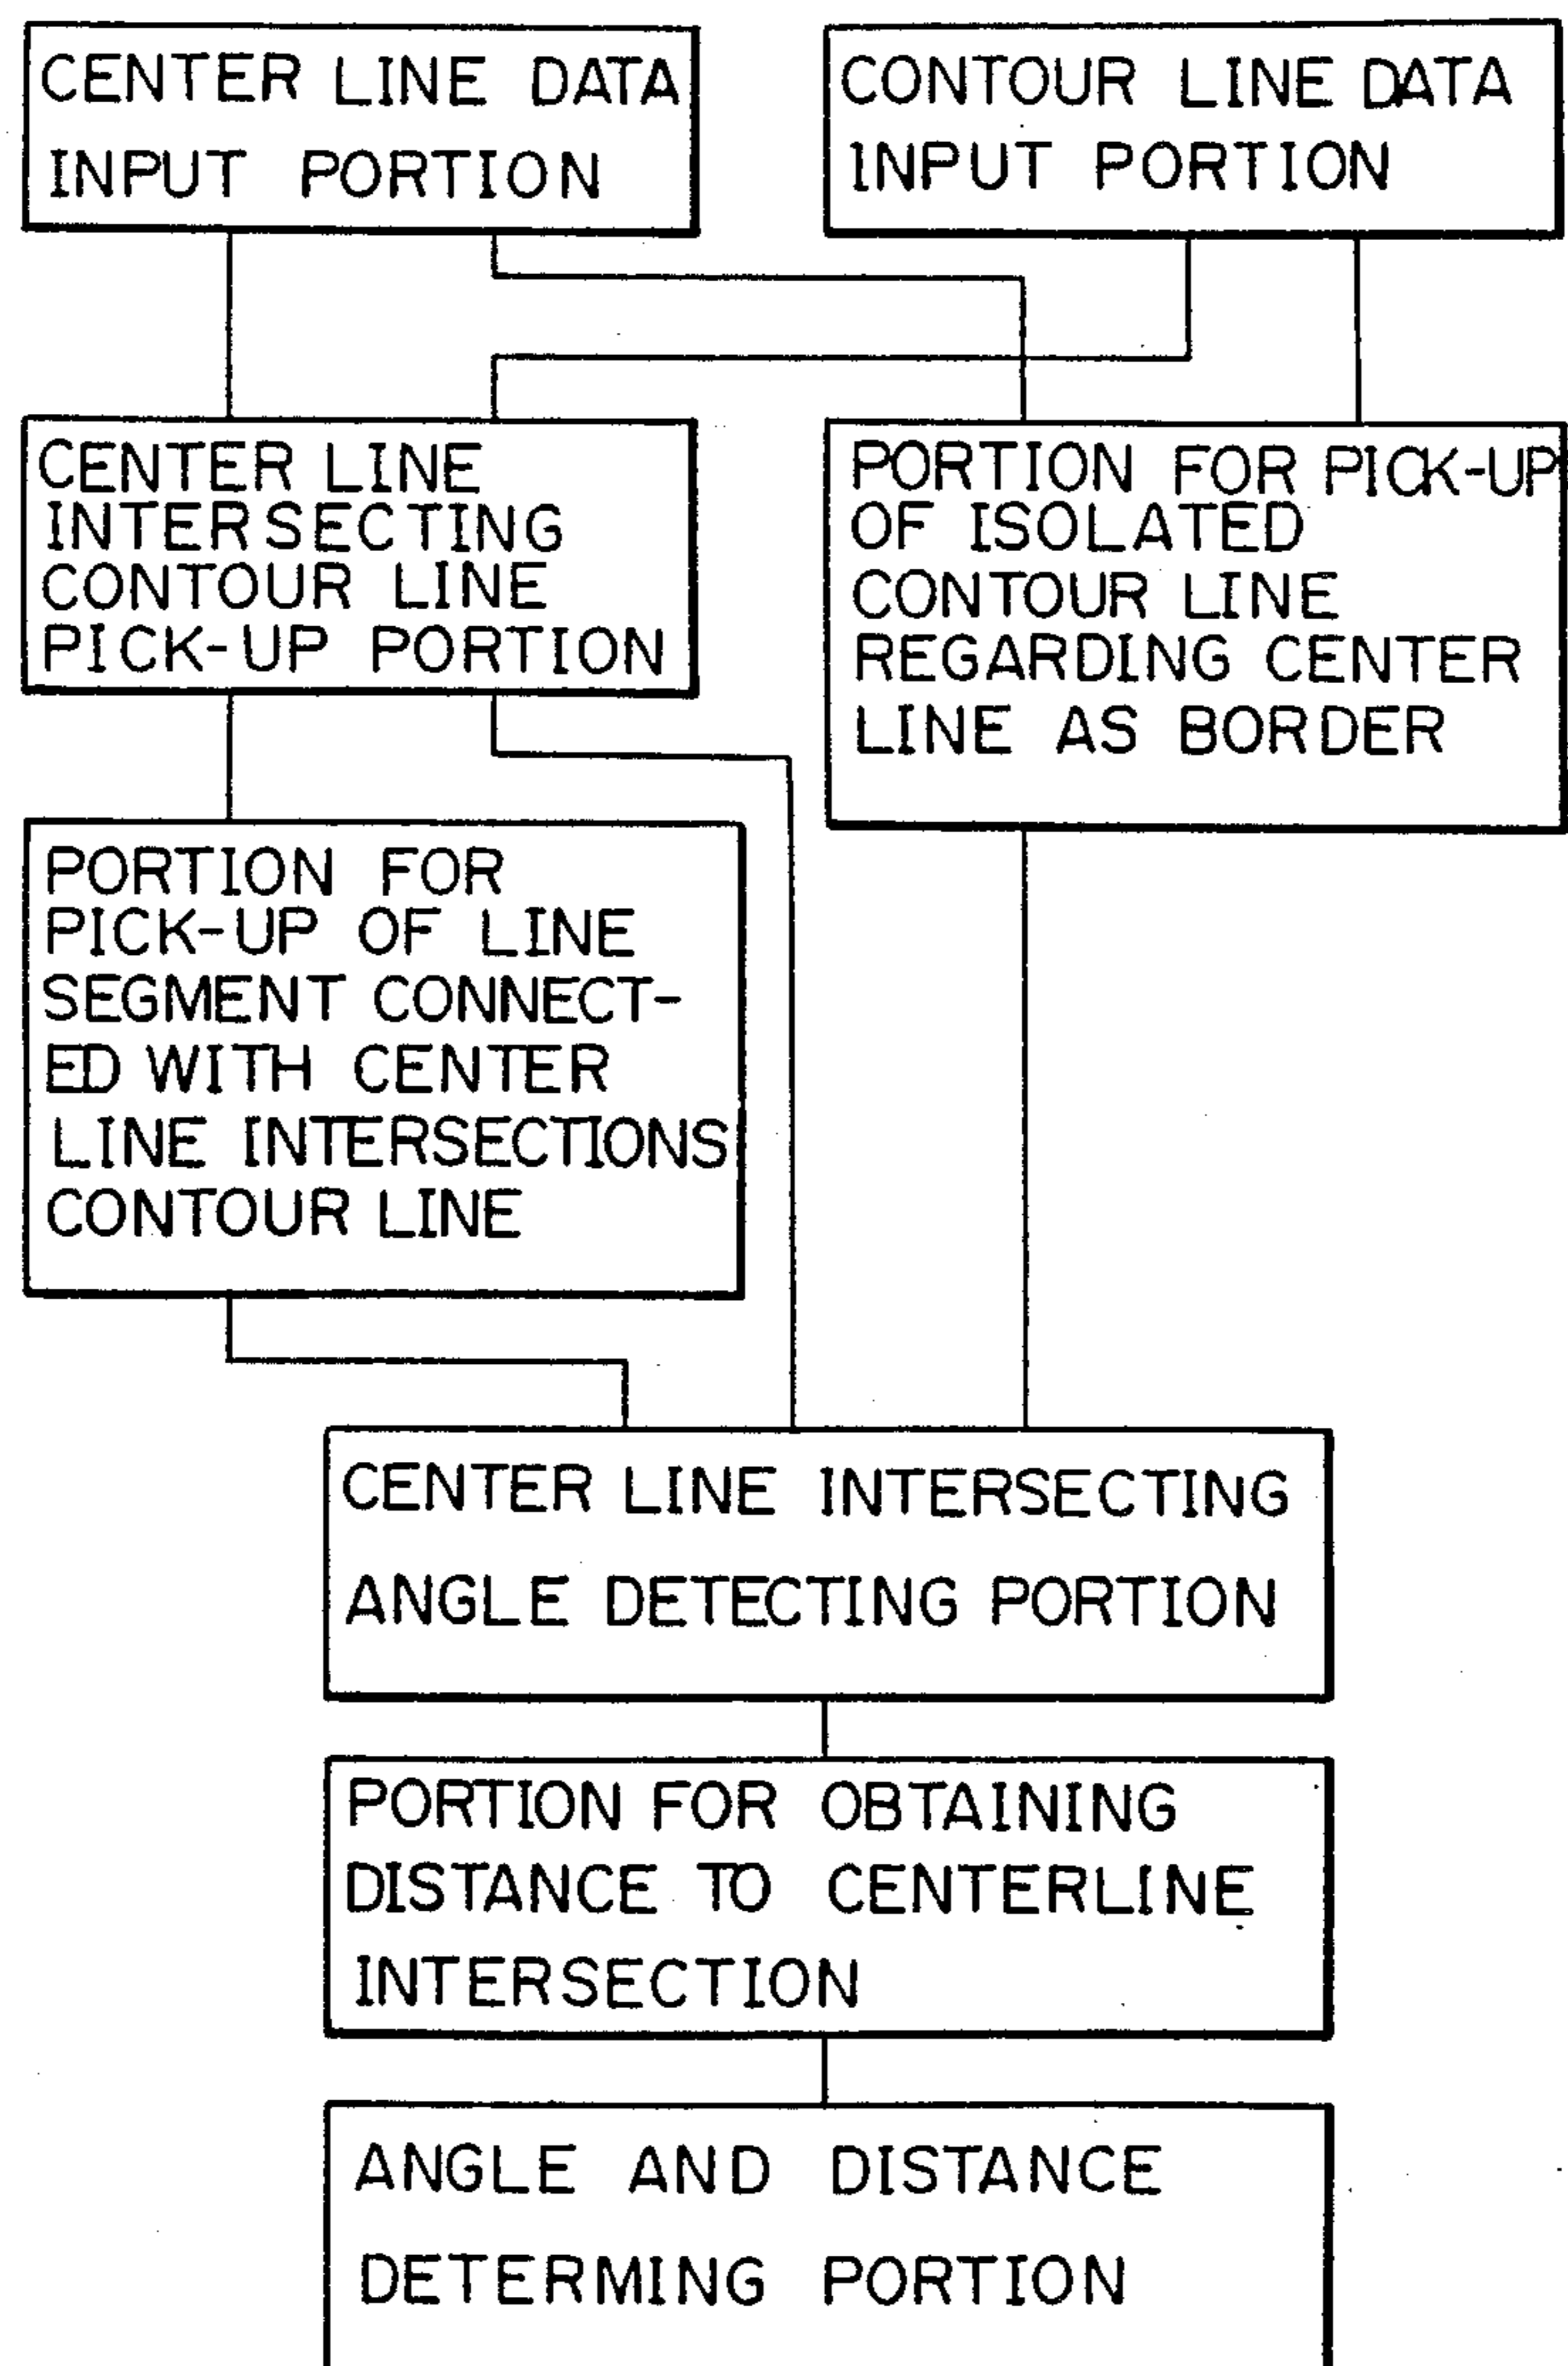 CENTER LINE DATA
INPUT PORTION
CONTOUR LINE DATA
INPUT PORTION
CENTER LINE
INTERSECTING
CONTOUR LINE
PICK-UP PORTION
PORTION FOR PICK-UP
OF ISOLATED
CONTOUR LINE
REGARDING CENTER
LINE AS BORDER
PORTION FOR
PICK-UP OF LINE
SEGMENT CONNECT-
ED WITH CENTER
LINE INTERSECTIONS
CONTOUR LINE
CENTER LINE INTERSECTING
ANGLE DETECTING PORTION
PORTION FOR OBTAINING
DISTANCE TO CENTERLINE
INTERSECTION
ANGLE AND DISTANCE
DETERMING PORTION